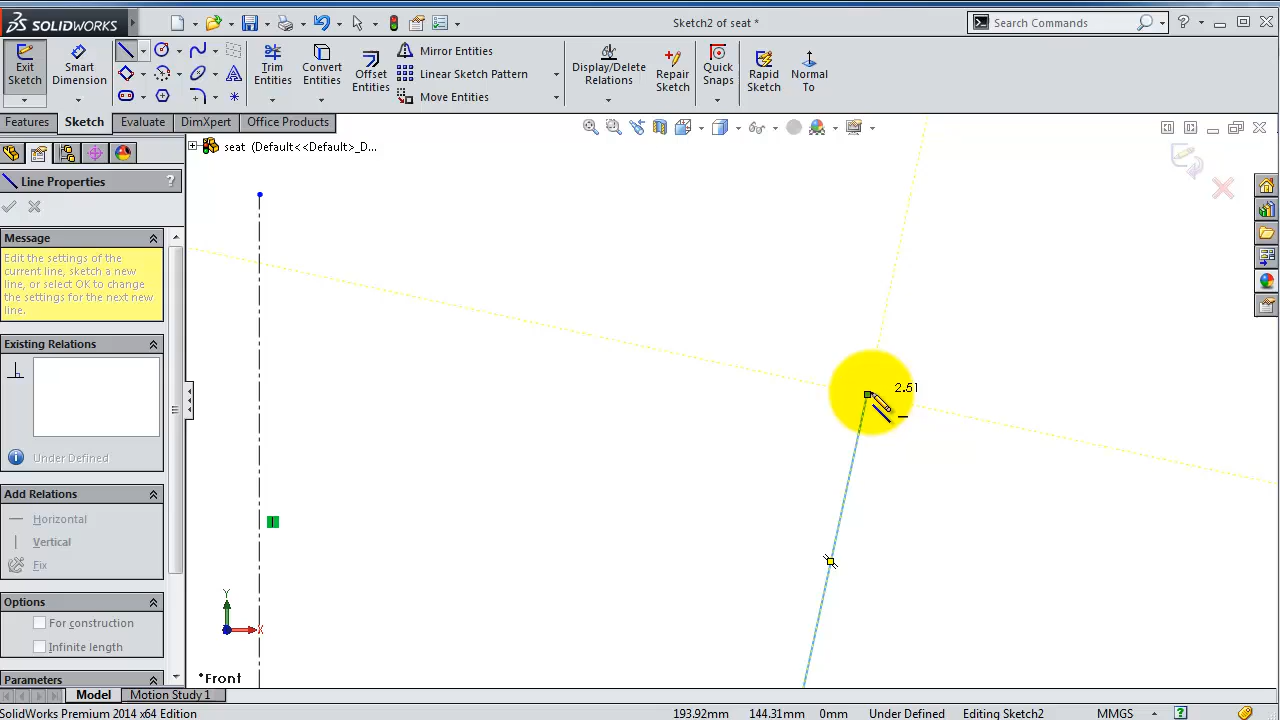 SOLIDWORKS
Sketch2 of seat *
Search Commands
Exit Sketch
Smart Dimension
Trim Entities
Convert Entities
Offset Entities
Mirror Entities
Linear Sketch Pattern
Move Entities
Display/Delete Relations
Repair Sketch
Quick Snaps
Rapid Sketch
Normal To
Features
Sketch
Evaluate
DimXpert
Office Products
seat (Default<<Default>_D...
Line Properties
?
Message
Edit the settings of the
current line, sketch a new
line, or select OK to change
the settings for the next new
line.
Existing Relations
Under Defined
Add Relations
Horizontal
Vertical
Fix
Options
For construction
Infinite length
Parameters
2.51
Y
X
*Front
Model
Motion Study 1
SolidWorks Premium 2014 x64 Edition
193.92mm
144.31mm
0mm
Under Defined
Editing Sketch2
MMGS